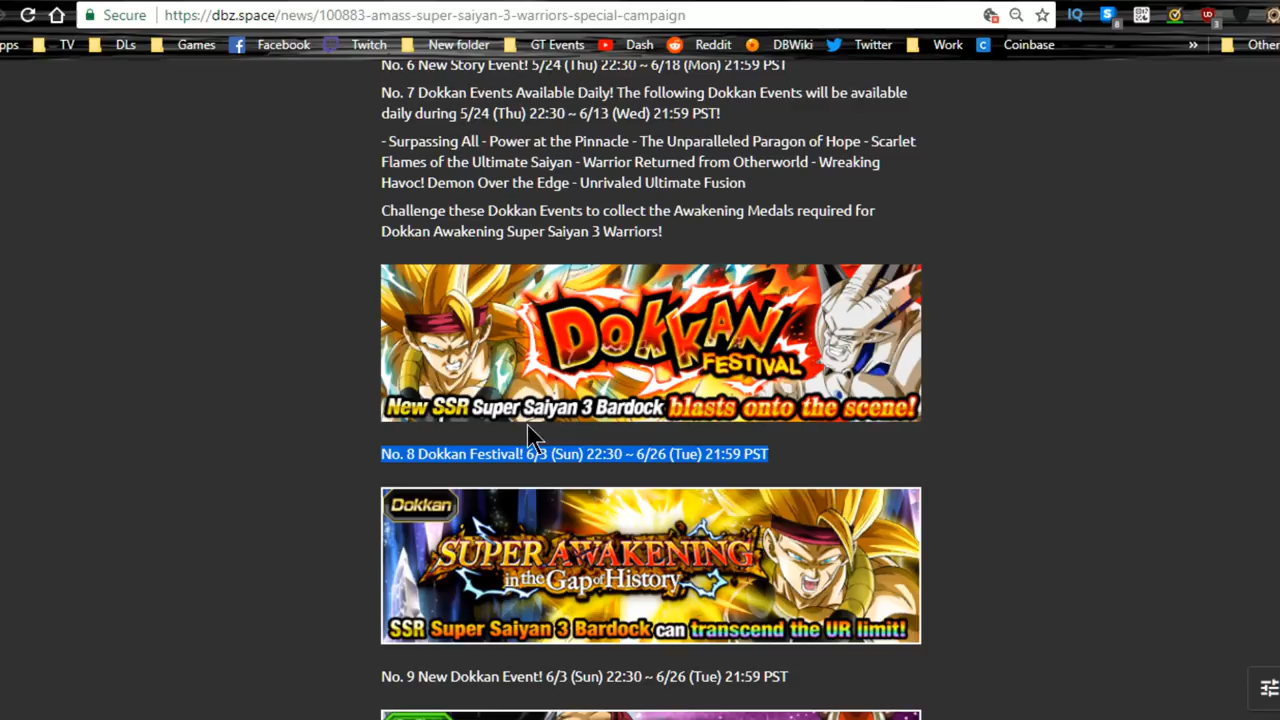 Secure https://dbz.space/news/100883-amass-super-saiyan-3-warriors-special-campaign
TV DLs Games Facebook Twitch New folder GT Events Dash Reddit DBWiki Twitter Work Coinbase » Other
No. 6 New Story Event! 5/24 (Thu) 22:30 ~ 6/18 (Mon) 21:59 PST
No. 7 Dokkan Events Available Daily! The following Dokkan Events will be available
daily during 5/24 (Thu) 22:30 ~ 6/13 (Wed) 21:59 PST!
- Surpassing All - Power at the Pinnacle - The Unparalleled Paragon of Hope - Scarlet
Flames of the Ultimate Saiyan - Warrior Returned from Otherworld - Wreaking
Havoc! Demon Over the Edge - Unrivaled Ultimate Fusion
Challenge these Dokkan Events to collect the Awakening Medals required for
Dokkan Awakening Super Saiyan 3 Warriors!
DOKKAN
FESTIVAL
New SSR Super Saiyan 3 Bardock blasts onto the scene!
No. 8 Dokkan Festival! 6/3 (Sun) 22:30 ~ 6/26 (Tue) 21:59 PST
Dokkan
SUPER AWAKENING
in the Gap of History
SSR Super Saiyan 3 Bardock can transcend the UR limit!
No. 9 New Dokkan Event! 6/3 (Sun) 22:30 ~ 6/26 (Tue) 21:59 PST